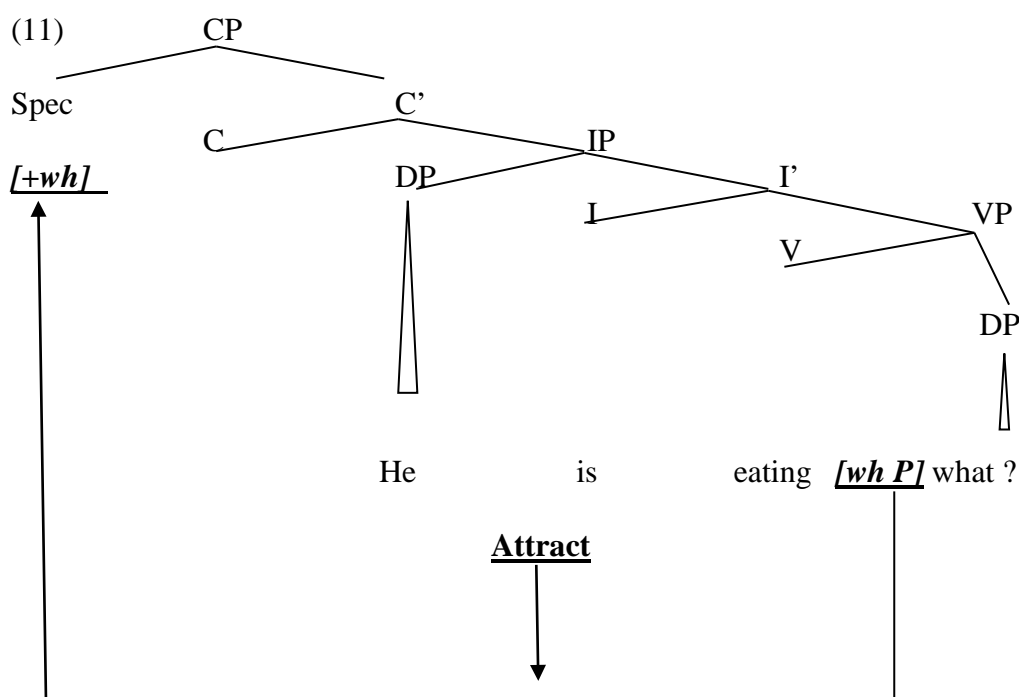 (11) CP
Spec C’
C IP
[+wh] DP I’
I VP
V
DP
He is eating [wh P] what ?
Attract